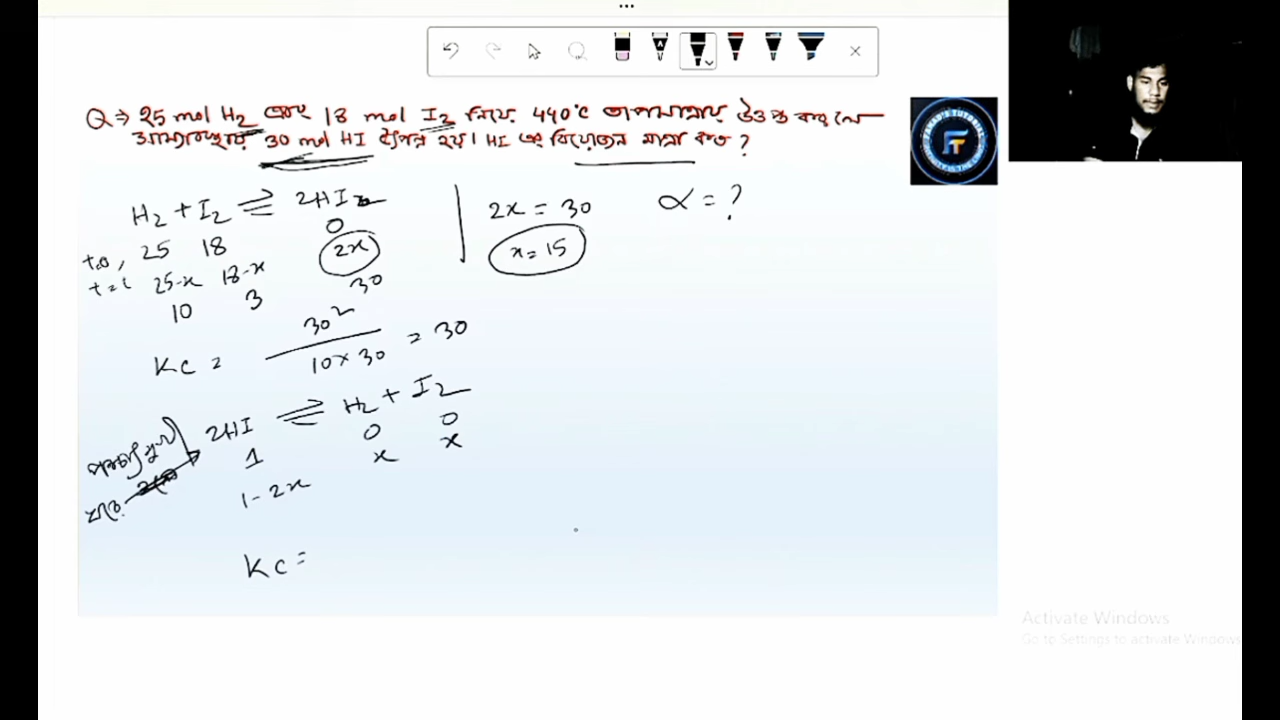 Q⇒ 25 mol H₂ এবং 18 mol I₂ নিয়ে 440°C তাপমাত্রায় উত্তপ্ত করলে
সাম্যাবস্থায় 30 mol HI উৎপন্ন হয়। HI এর বিয়োজন মাত্রা কত ?
H₂ + I₂ ⇌ 2HI
t=0, 25 18 0
t=t 25-x 18-x 2x
10 3 30
2x = 30
x = 15
α = ?
Kc = 30² / 10×30 = 30
2HI ⇌ H₂ + I₂
1 0 0
1-2x x x
Kc =
Activate Windows
Go to Settings to activate Windows